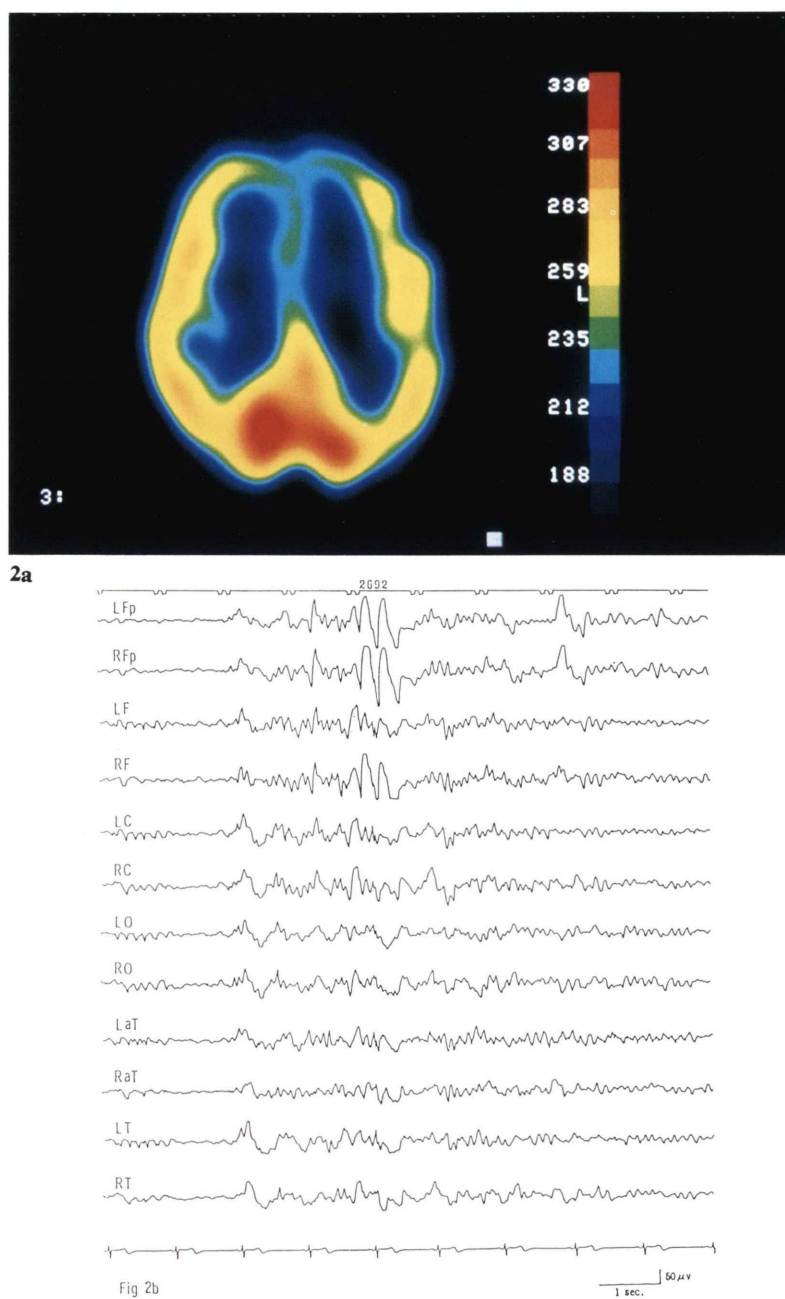 330
307
283
259
L
235
212
188
3:
2a
2692
LFp
RFp
LF
RF
LC
RC
LO
RO
LaT
RaT
LT
RT
Fig 2b
50 μv
1 sec.